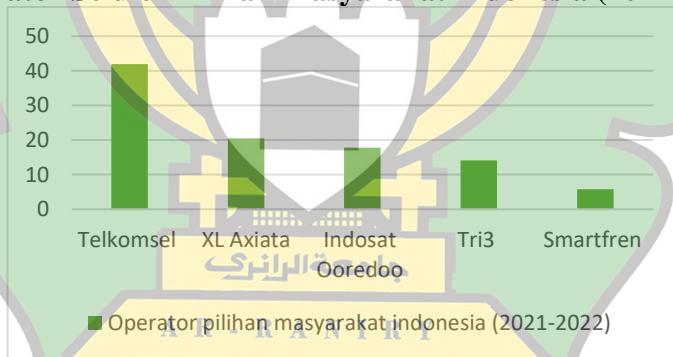 50
40
30
20
10
0
Telkomsel XL Axiata Indosat Ooredoo Tri3 Smartfren
جامعة الرانري
Operator pilihan masyarakat indonesia (2021-2022)
A R - R A N I R Y